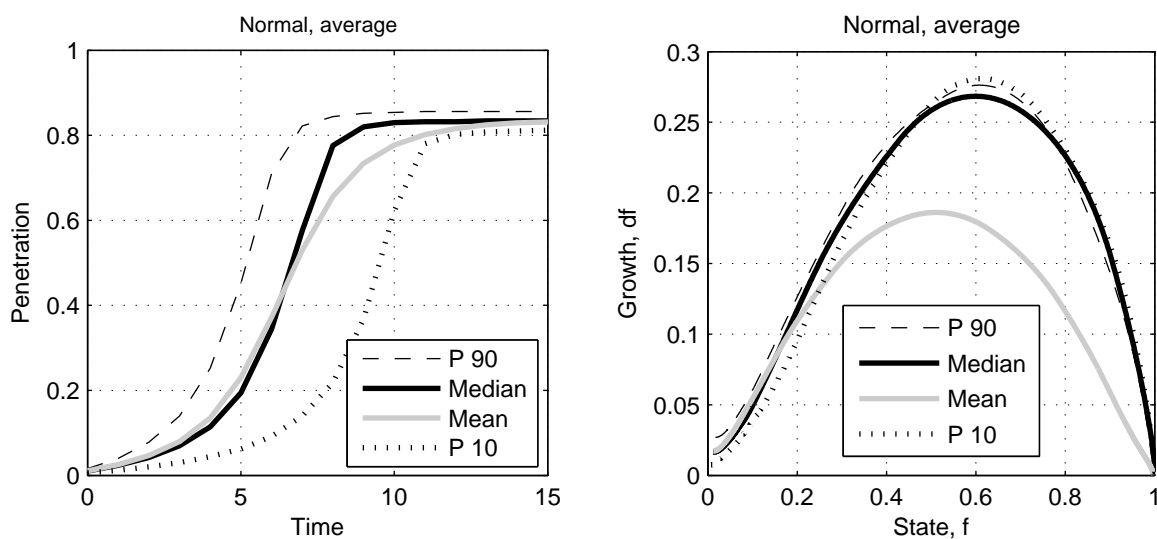 Normal, average
1
0.8
0.6
0.4
0.2
0
Penetration
0 5 10 15
Time
P 90
Median
Mean
P 10
Normal, average
0.3
0.25
0.2
0.15
0.1
0.05
0
Growth, df
0 0.2 0.4 0.6 0.8 1
State, f
P 90
Median
Mean
P 10